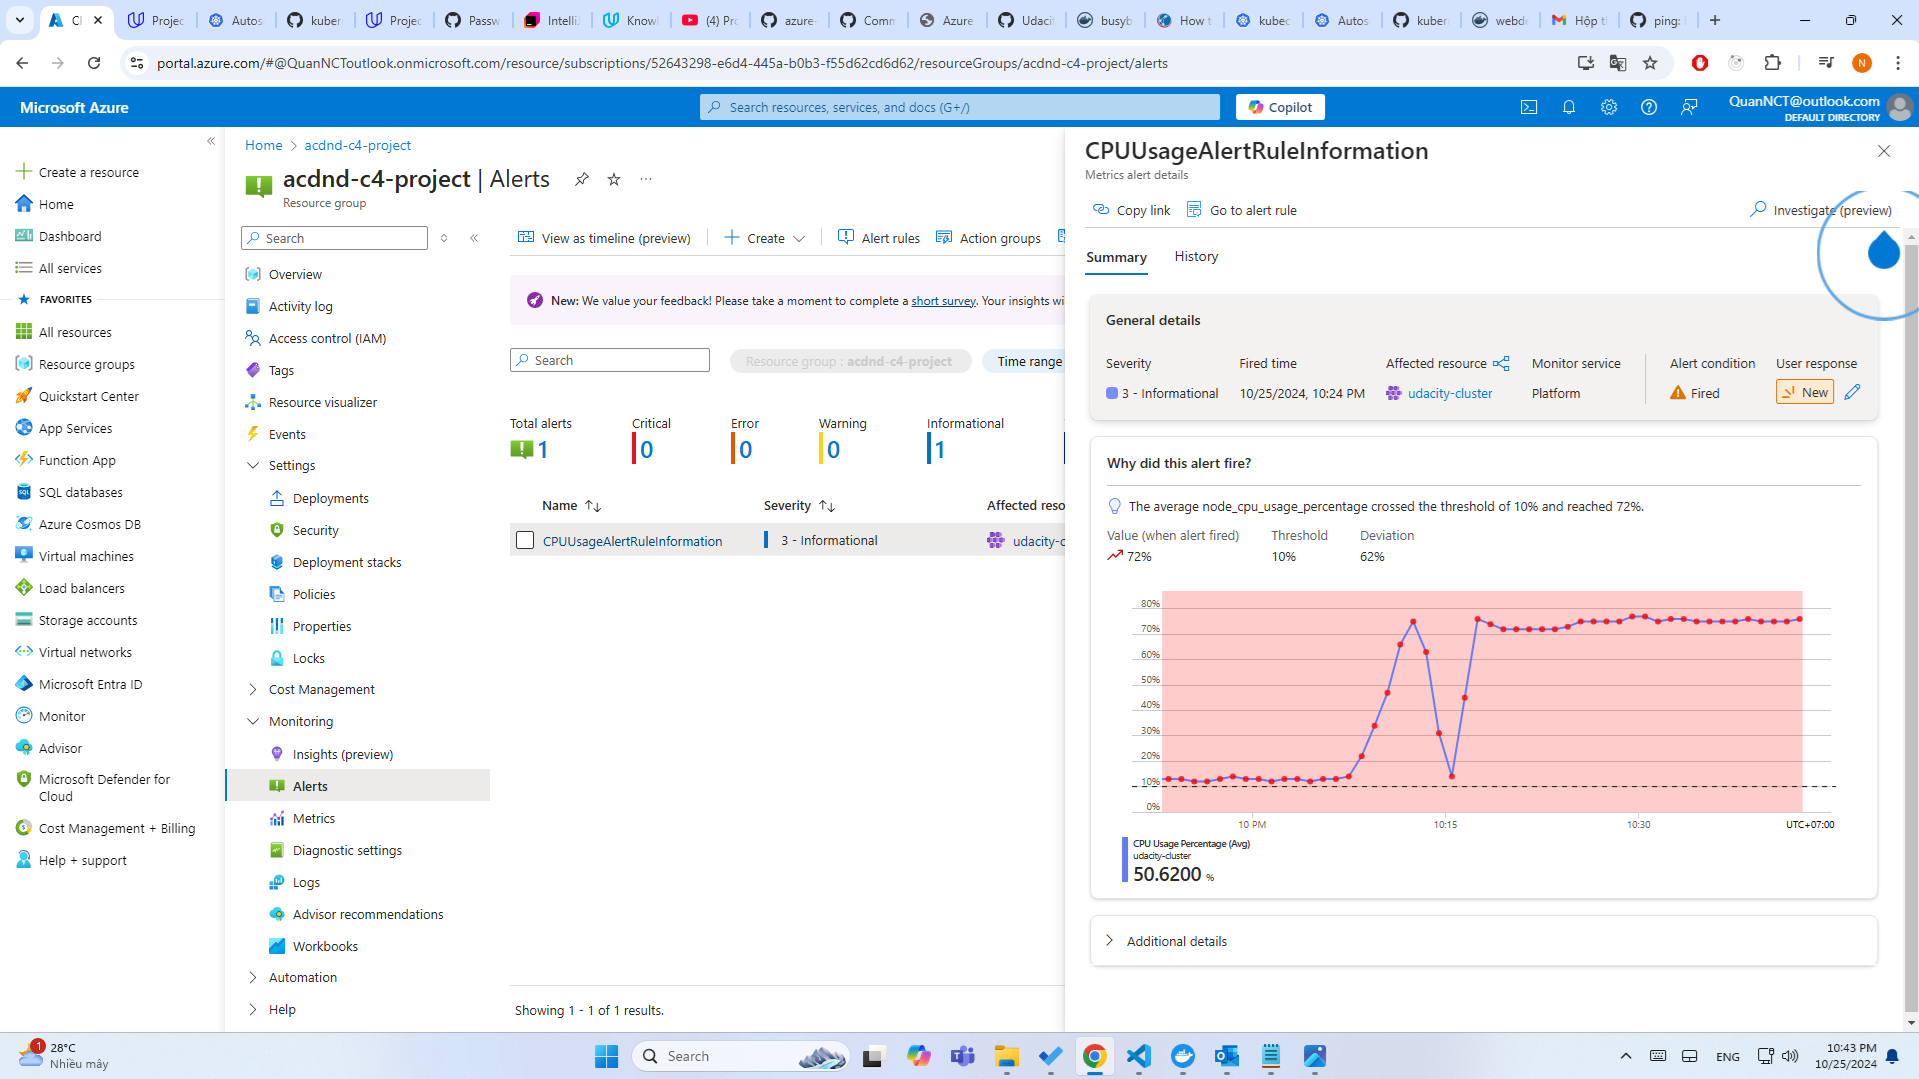 Cl
Projec
Autos
kubern
Projec
Passw
IntelliJ
Knowl
(4) Pro
azure-
Comm
Azure
Udacit
busyb
How t
kubec
Autos
kubern
webde
Hộp t
ping:
portal.azure.com/#@QuanNCToutlook.onmicrosoft.com/resource/subscriptions/52643298-e6d4-445a-b0b3-f55d62cd6d62/resourceGroups/acdnd-c4-project/alerts
N
Microsoft Azure
Search resources, services, and docs (G+/)
Copilot
QuanNCT@outlook.com
DEFAULT DIRECTORY
Create a resource
Home
Dashboard
All services
FAVORITES
All resources
Resource groups
Quickstart Center
App Services
Function App
SQL databases
Azure Cosmos DB
Virtual machines
Load balancers
Storage accounts
Virtual networks
Microsoft Entra ID
Monitor
Advisor
Microsoft Defender for
Cloud
Cost Management + Billing
Help + support
Home > acdnd-c4-project
acdnd-c4-project | Alerts
Resource group
Search
Overview
Activity log
Access control (IAM)
Tags
Resource visualizer
Events
Settings
Deployments
Security
Deployment stacks
Policies
Properties
Locks
Cost Management
Monitoring
Insights (preview)
Alerts
Metrics
Diagnostic settings
Logs
Advisor recommendations
Workbooks
Automation
Help
View as timeline (preview)
Create
Alert rules
Action groups
New: We value your feedback! Please take a moment to complete a short survey. Your insights wi
Search
Resource group : acdnd-c4-project
Time range
Total alerts
1
Critical
0
Error
0
Warning
0
Informational
1
Name
Severity
Affected reso
CPUUsageAlertRuleInformation
3 - Informational
udacity-c
Showing 1 - 1 of 1 results.
CPUUsageAlertRuleInformation
Metrics alert details
Copy link
Go to alert rule
Investigate (preview)
Summary
History
General details
Severity
3 - Informational
Fired time
10/25/2024, 10:24 PM
Affected resource
udacity-cluster
Monitor service
Platform
Alert condition
Fired
User response
New
Why did this alert fire?
The average node_cpu_usage_percentage crossed the threshold of 10% and reached 72%.
Value (when alert fired)
72%
Threshold
10%
Deviation
62%
80%
70%
60%
50%
40%
30%
20%
10%
0%
10 PM
10:15
10:30
UTC+07:00
CPU Usage Percentage (Avg)
udacity-cluster
50.6200 %
Additional details
1
28°C
Nhiều mây
Search
ENG
10:43 PM
10/25/2024